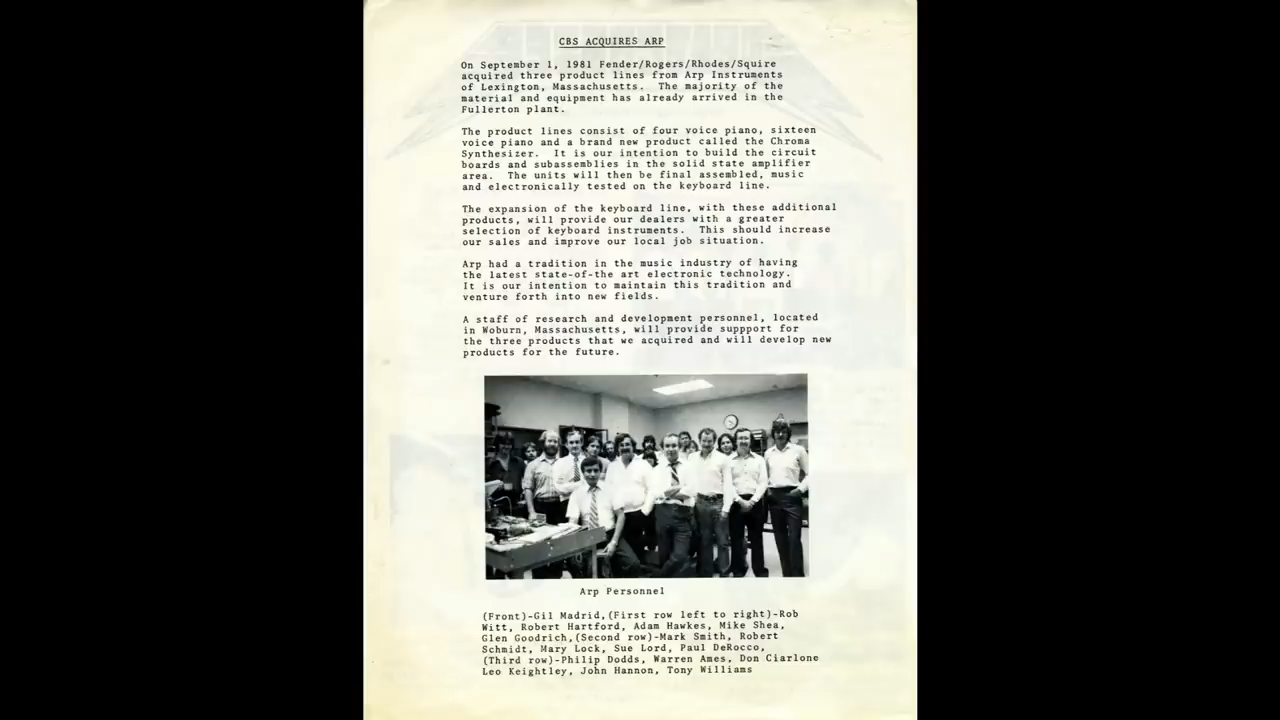 CBS ACQUIRES ARP
On September 1, 1981 Fender/Rogers/Rhodes/Squire
acquired three product lines from Arp Instruments
of Lexington, Massachusetts. The majority of the
material and equipment has already arrived in the
Fullerton plant.
The product lines consist of four voice piano, sixteen
voice piano and a brand new product called the Chroma
Synthesizer. It is our intention to build the circuit
boards and subassemblies in the solid state amplifier
area. The units will then be final assembled, music
and electronically tested on the keyboard line.
The expansion of the keyboard line, with these additional
products, will provide our dealers with a greater
selection of keyboard instruments. This should increase
our sales and improve our local job situation.
Arp had a tradition in the music industry of having
the latest state-of-the art electronic technology.
It is our intention to maintain this tradition and
venture forth into new fields.
A staff of research and development personnel, located
in Woburn, Massachusetts, will provide suppport for
the three products that we acquired and will develop new
products for the future.
Arp Personnel
(Front)-Gil Madrid,(First row left to right)-Rob
Witt, Robert Hartford, Adam Hawkes, Mike Shea,
Glen Goodrich,(Second row)-Mark Smith, Robert
Schmidt, Mary Lock, Sue Lord, Paul DeRocco,
(Third row)-Philip Dodds, Warren Ames, Don Ciarlone
Leo Keightley, John Hannon, Tony Williams